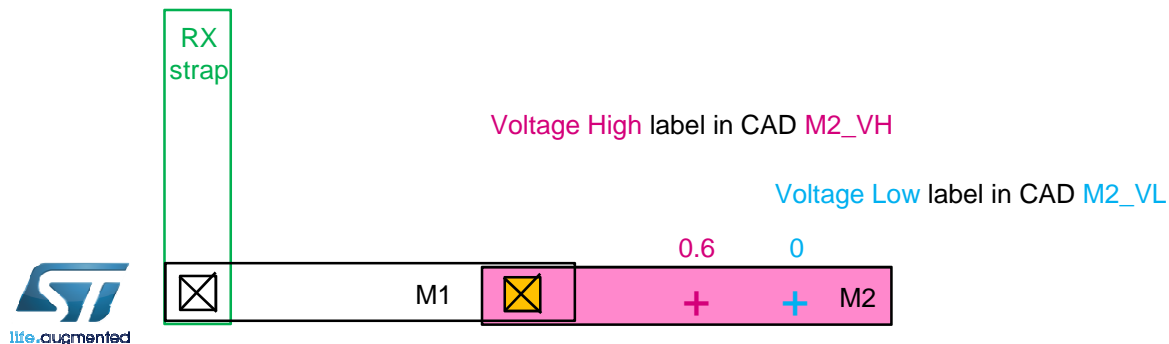 RX
strap
Voltage High label in CAD M2_VH
Voltage Low label in CAD M2_VL
0.6 0
M1 M2
ST
life.augmented